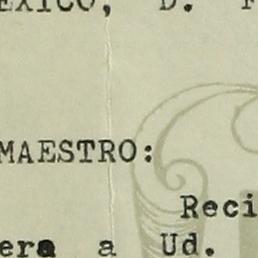 EXICO, D. F
MAESTRO:
Reci
era a Ud.